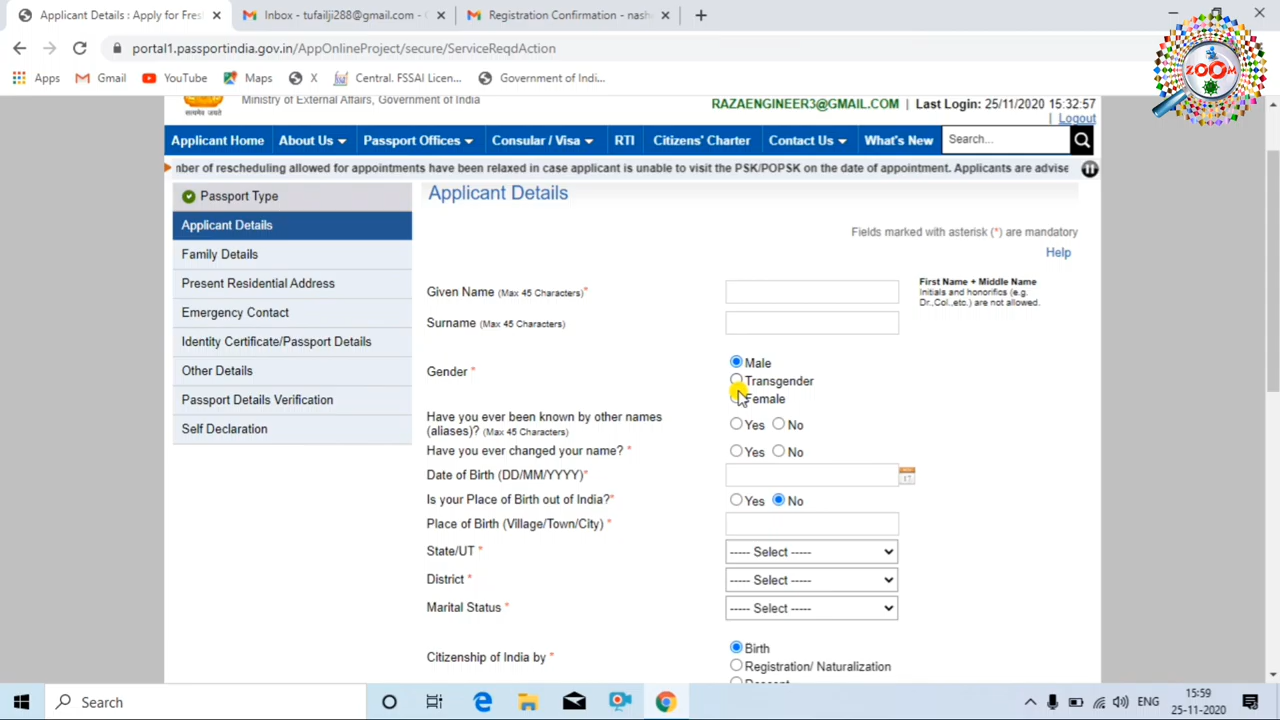 Applicant Details : Apply for Fres
Inbox - tufailji288@gmail.com -
Registration Confirmation - nash
portal1.passportindia.gov.in/AppOnlineProject/secure/ServiceReqdAction
Apps
Gmail
YouTube
Maps
X
Central. FSSAI Licen...
Government of Indi...
ZOOM
सत्यमेव जयते
Ministry of External Affairs, Government of India
RAZAENGINEER3@GMAIL.COM | Last Login: 25/11/2020 15:32:57
| Logout
Applicant Home
About Us
Passport Offices
Consular / Visa
RTI
Citizens' Charter
Contact Us
What's New
Search...
mber of rescheduling allowed for appointments have been relaxed in case applicant is unable to visit the PSK/POPSK on the date of appointment. Applicants are advise
Passport Type
Applicant Details
Family Details
Present Residential Address
Emergency Contact
Identity Certificate/Passport Details
Other Details
Passport Details Verification
Self Declaration
Applicant Details
Fields marked with asterisk (*) are mandatory
Help
Given Name (Max 45 Characters)*
First Name + Middle Name
Initials and honorifics (e.g.
Dr.,Col.,etc.) are not allowed.
Surname (Max 45 Characters)
Gender *
Male
Transgender
Female
Have you ever been known by other names
(aliases)? (Max 45 Characters)
Yes No
Have you ever changed your name? *
Yes No
Date of Birth (DD/MM/YYYY)*
17
Is your Place of Birth out of India?*
Yes No
Place of Birth (Village/Town/City) *
State/UT *
----- Select -----
District *
----- Select -----
Marital Status *
----- Select -----
Citizenship of India by *
Birth
Registration/ Naturalization
Descent
Search
ENG
15:59
25-11-2020